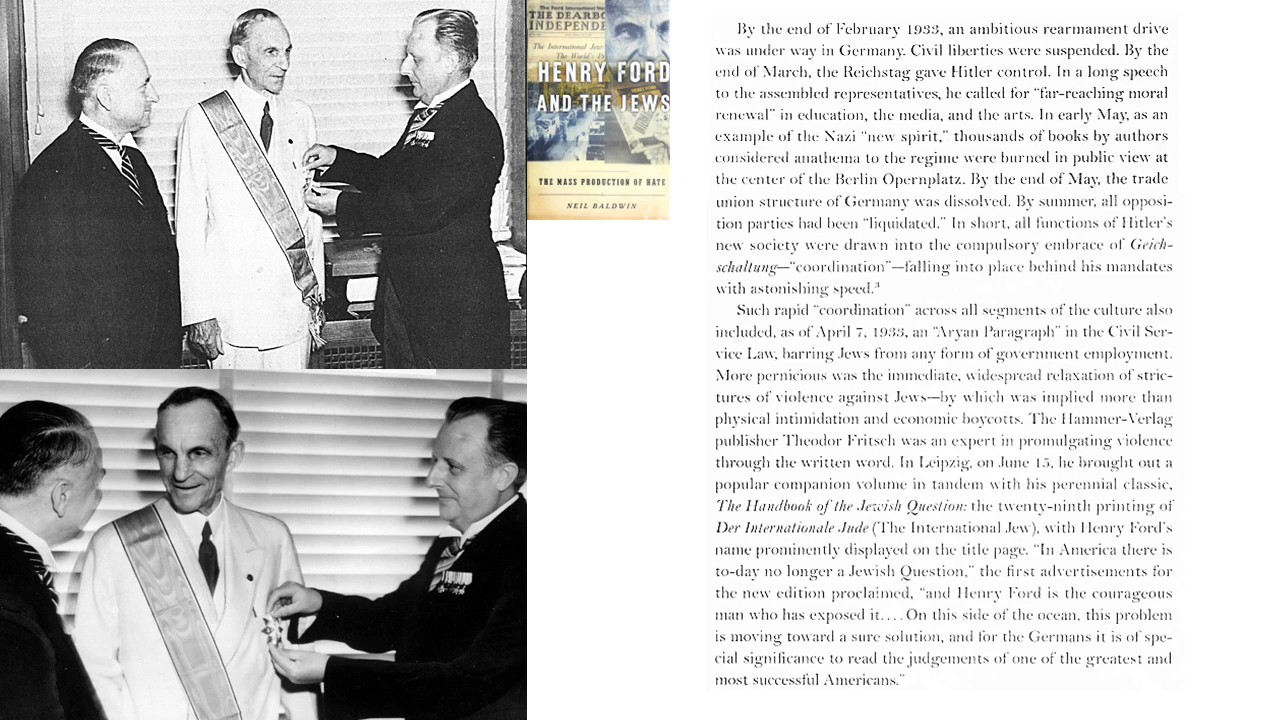 The Ford International Weekly
THE DEARBO
INDEPENDE
The International Jew
The World's P
HENRY FORD
AND THE JEWS
THE MASS PRODUCTION OF HATE
NEIL BALDWIN
By the end of February 1933, an ambitious rearmament drive
was under way in Germany. Civil liberties were suspended. By the
end of March, the Reichstag gave Hitler control. In a long speech
to the assembled representatives, he called for “far-reaching moral
renewal” in education, the media, and the arts. In early May, as an
example of the Nazi “new spirit,” thousands of books by authors
considered anathema to the regime were burned in public view at
the center of the Berlin Opernplatz. By the end of May, the trade
union structure of Germany was dissolved. By summer, all opposi-
tion parties had been “liquidated.” In short, all functions of Hitler's
new society were drawn into the compulsory embrace of Geich-
schaltung—“coordination”—falling into place behind his mandates
with astonishing speed.³
Such rapid “coordination” across all segments of the culture also
included, as of April 7, 1933, an “Aryan Paragraph” in the Civil Ser-
vice Law, barring Jews from any form of government employment.
More pernicious was the immediate, widespread relaxation of stric-
tures of violence against Jews—by which was implied more than
physical intimidation and economic boycotts. The Hammer-Verlag
publisher Theodor Fritsch was an expert in promulgating violence
through the written word. In Leipzig, on June 15, he brought out a
popular companion volume in tandem with his perennial classic,
The Handbook of the Jewish Question: the twenty-ninth printing of
Der Internationale Jude (The International Jew), with Henry Ford's
name prominently displayed on the title page. “In America there is
to-day no longer a Jewish Question,” the first advertisements for
the new edition proclaimed, “and Henry Ford is the courageous
man who has exposed it.... On this side of the ocean, this problem
is moving toward a sure solution, and for the Germans it is of spe-
cial significance to read the judgements of one of the greatest and
most successful Americans.”